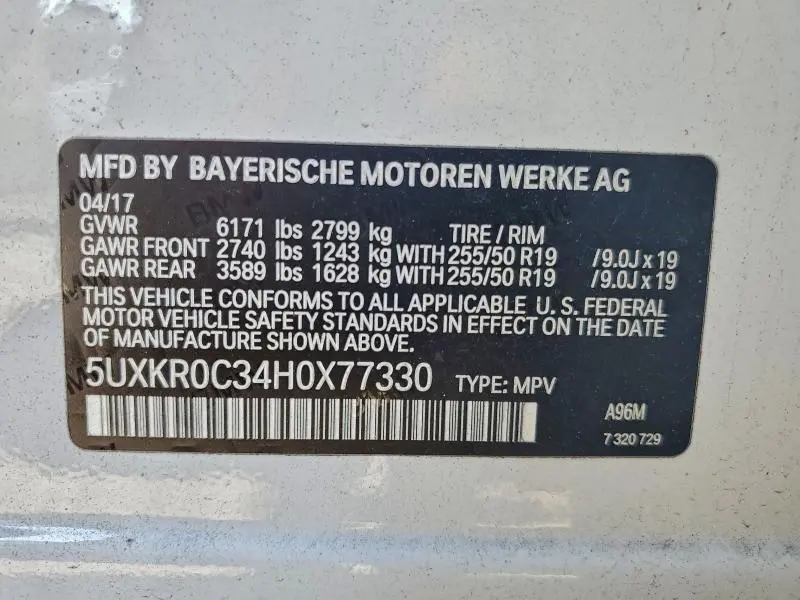 MFD BY BAYERISCHE MOTOREN WERKE AG
04/17
GVWR 6171 lbs 2799 kg TIRE / RIM
GAWR FRONT 2740 lbs 1243 kg WITH 255/50 R19 /9.0J x 19
GAWR REAR 3589 lbs 1628 kg WITH 255/50 R19 /9.0J x 19
THIS VEHICLE CONFORMS TO ALL APPLICABLE U. S. FEDERAL
MOTOR VEHICLE SAFETY STANDARDS IN EFFECT ON THE DATE
OF MANUFACTURE SHOWN ABOVE.
5UXKR0C34H0X77330 TYPE: MPV
A96M
7 320 729